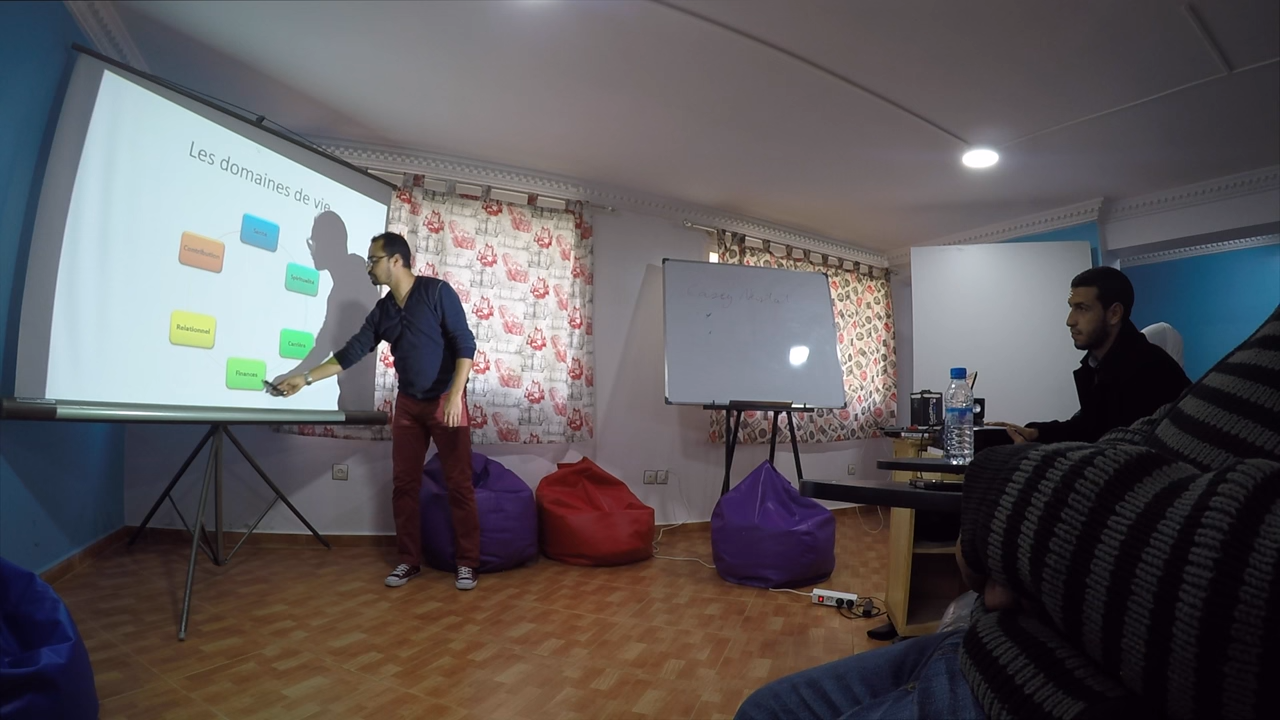 Les domaines de vie
Santé
Contribution
Spiritualité
Relationnel
Carrière
Finances